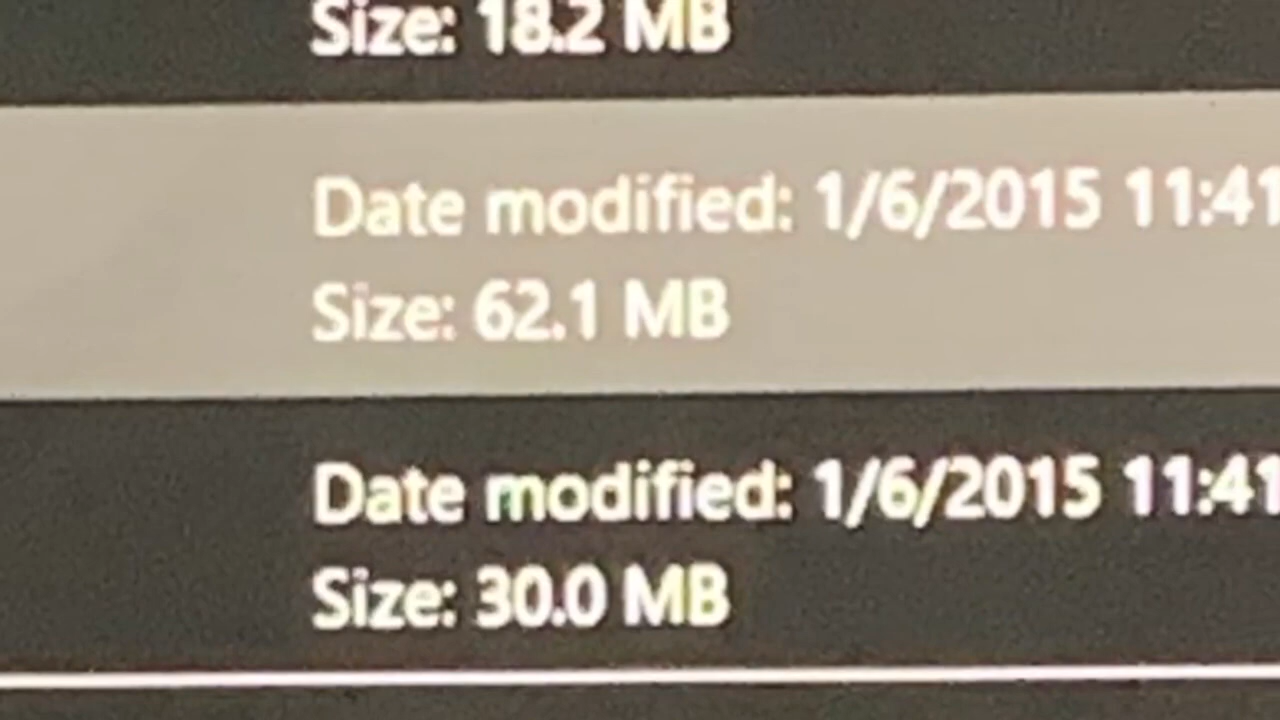 Size: 18.2 MB
Date modified: 1/6/2015 11:41
Size: 62.1 MB
Date modified: 1/6/2015 11:41
Size: 30.0 MB